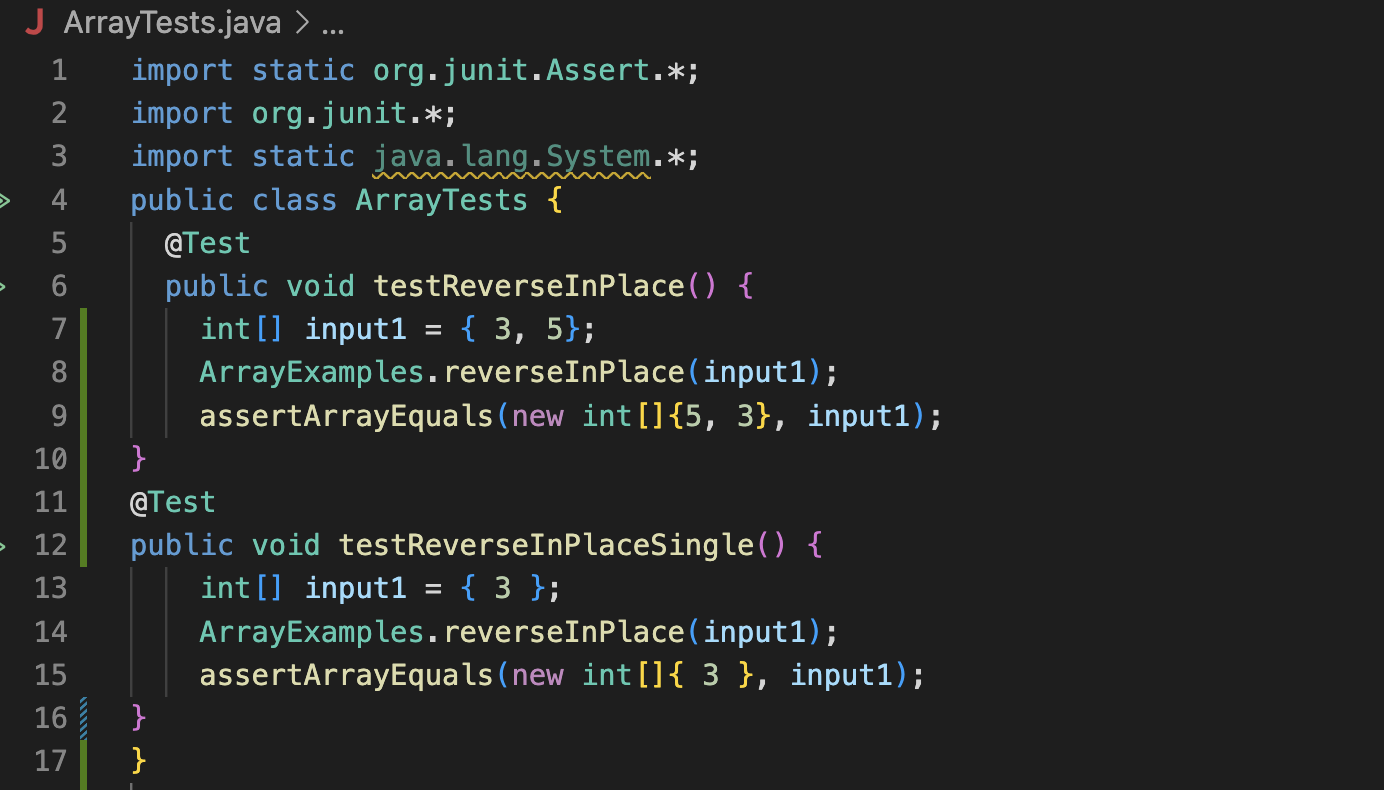 J ArrayTests.java > ...
1 import static org.junit.Assert.*;
2 import org.junit.*;
3 import static java.lang.System.*;
4 public class ArrayTests {
5   @Test
6   public void testReverseInPlace() {
7     int[] input1 = { 3, 5};
8     ArrayExamples.reverseInPlace(input1);
9     assertArrayEquals(new int[]{5, 3}, input1);
10 }
11 @Test
12 public void testReverseInPlaceSingle() {
13     int[] input1 = { 3 };
14     ArrayExamples.reverseInPlace(input1);
15     assertArrayEquals(new int[]{ 3 }, input1);
16 }
17 }